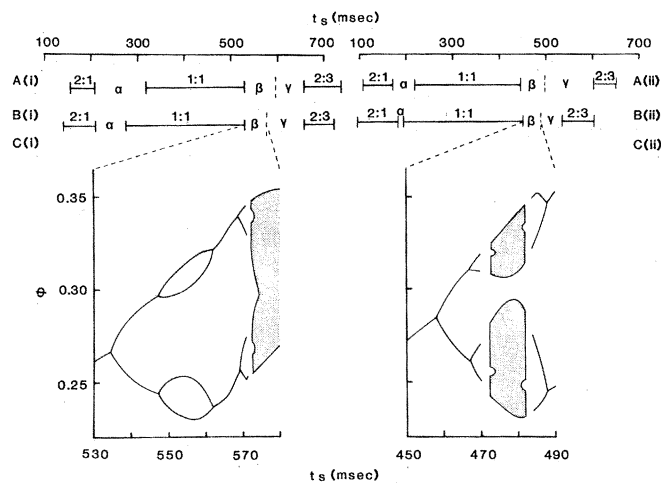 t s (msec)
100 300 500 700 100 300 500 700
A(i) 2:1 α 1:1 β γ 2:3 2:1 α 1:1 β γ 2:3 A(ii)
B(i) 2:1 α 1:1 β γ 2:3 2:1 α 1:1 β γ 2:3 B(ii)
C(i) C(ii)
0.35
0.30
Φ
0.25
530 550 570 450 470 490
t s (msec)